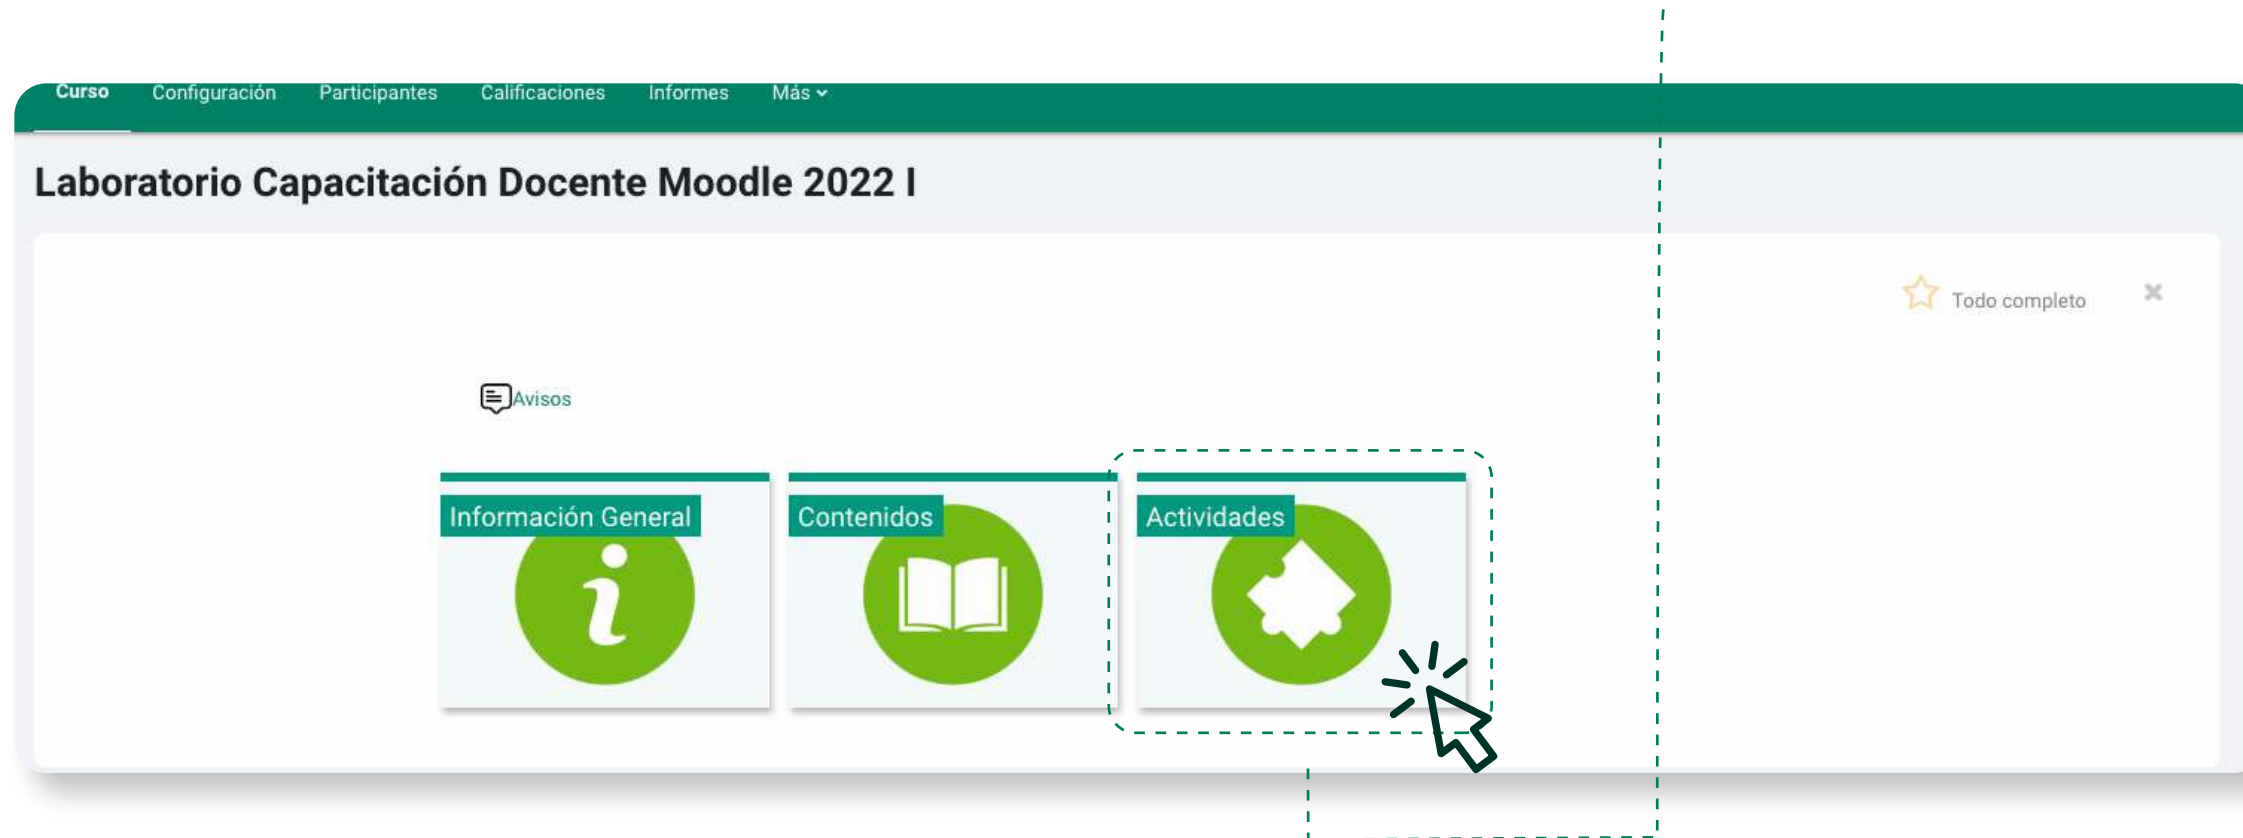 Curso Configuración Participantes Calificaciones Informes Más
Laboratorio Capacitación Docente Moodle 2022 I
Todo completo
Avisos
Información General Contenidos Actividades